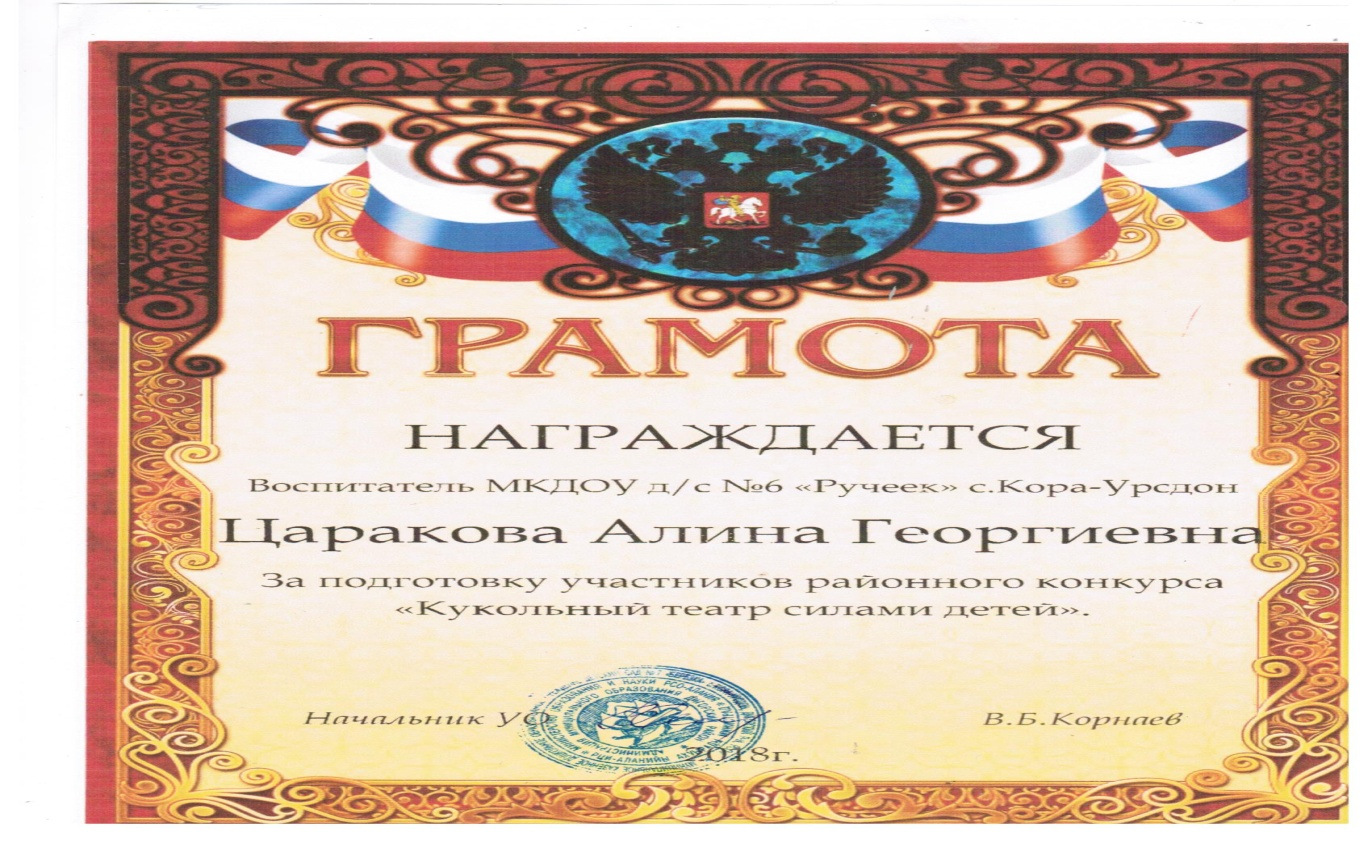 ГРАМОТА
НАГРАЖДАЕТСЯ
Воспитатель МКДОУ д/с №6 «Ручеек» с.Кора-Урсдон
Царакова Алина Георгиевна
За подготовку участников районного конкурса
«Кукольный театр силами детей».
Начальник УО
В.Б.Корнаев
2018г.